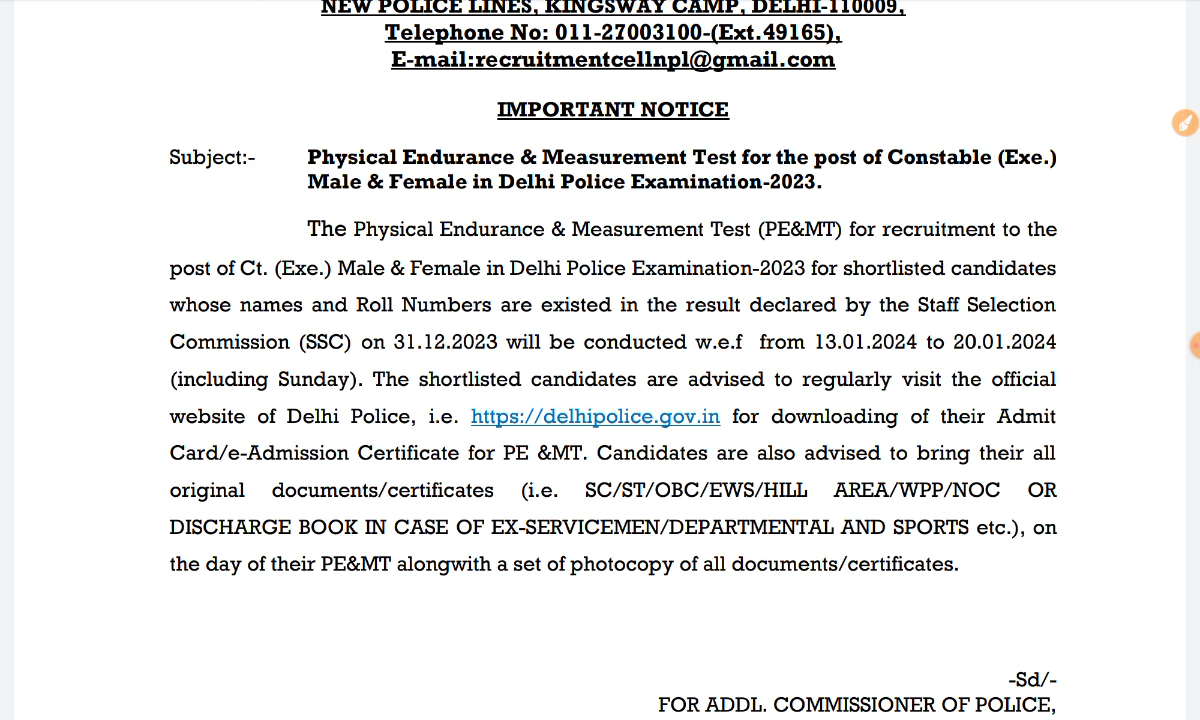 NEW POLICE LINES, KINGSWAY CAMP, DELHI-110009,
Telephone No: 011-27003100-(Ext.49165),
E-mail:recruitmentcellnpl@gmail.com
IMPORTANT NOTICE
Subject:- Physical Endurance & Measurement Test for the post of Constable (Exe.)
Male & Female in Delhi Police Examination-2023.
The Physical Endurance & Measurement Test (PE&MT) for recruitment to the
post of Ct. (Exe.) Male & Female in Delhi Police Examination-2023 for shortlisted candidates
whose names and Roll Numbers are existed in the result declared by the Staff Selection
Commission (SSC) on 31.12.2023 will be conducted w.e.f from 13.01.2024 to 20.01.2024
(including Sunday). The shortlisted candidates are advised to regularly visit the official
website of Delhi Police, i.e. https://delhipolice.gov.in for downloading of their Admit
Card/e-Admission Certificate for PE &MT. Candidates are also advised to bring their all
original documents/certificates (i.e. SC/ST/OBC/EWS/HILL AREA/WPP/NOC OR
DISCHARGE BOOK IN CASE OF EX-SERVICEMEN/DEPARTMENTAL AND SPORTS etc.), on
the day of their PE&MT alongwith a set of photocopy of all documents/certificates.
-Sd/-
FOR ADDL. COMMISSIONER OF POLICE,